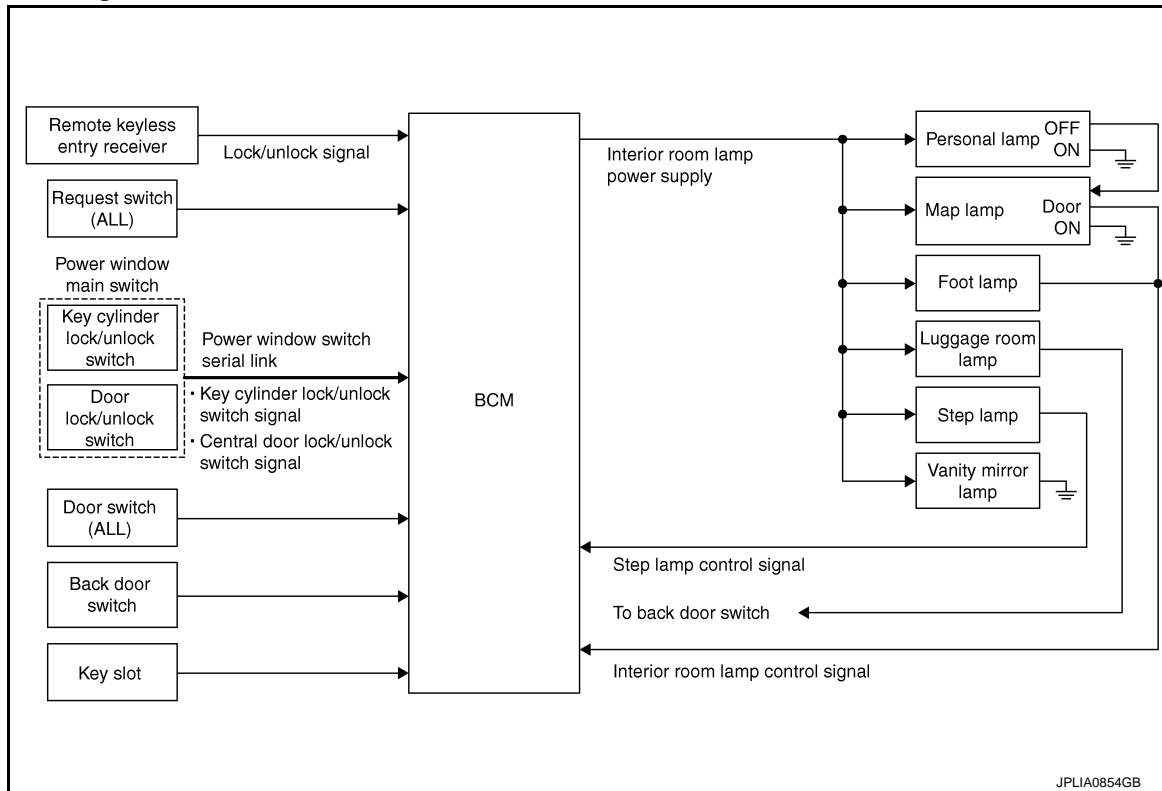 Remote keyless
entry receiver
Lock/unlock signal
Request switch
(ALL)
Power window
main switch
Key cylinder
lock/unlock
switch
Door
lock/unlock
switch
Power window switch
serial link
· Key cylinder lock/unlock
switch signal
· Central door lock/unlock
switch signal
Door switch
(ALL)
Back door
switch
Key slot
BCM
Interior room lamp
power supply
Personal lamp
OFF
ON
Map lamp
Door
ON
Foot lamp
Luggage room
lamp
Step lamp
Vanity mirror
lamp
Step lamp control signal
To back door switch
Interior room lamp control signal
JPLIA0854GB